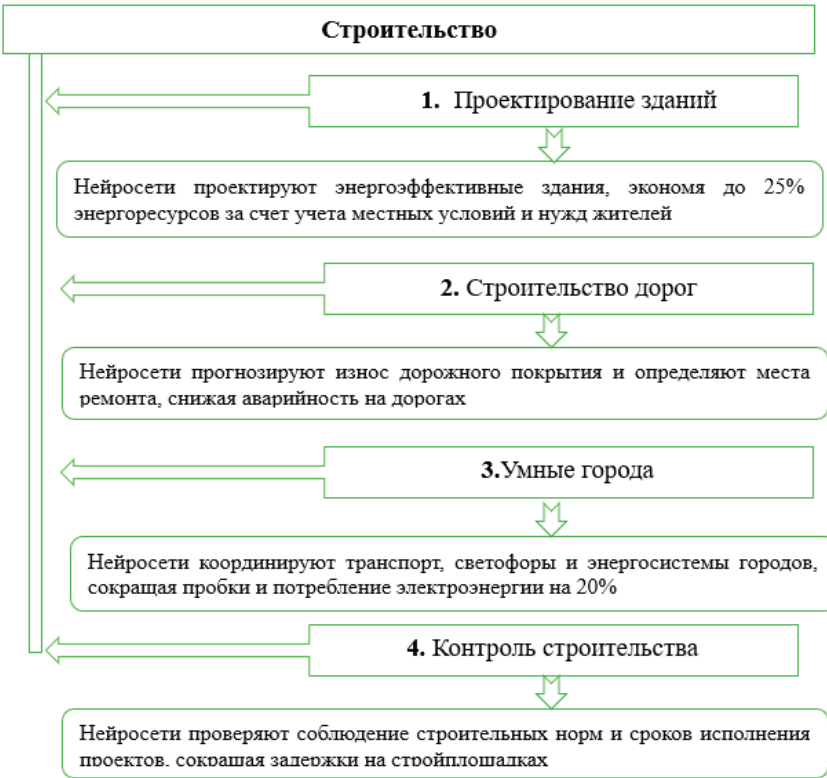 Строительство
1. Проектирование зданий
Нейросети проектируют энергоэффективные здания, экономя до 25%
энергоресурсов за счет учета местных условий и нужд жителей
2. Строительство дорог
Нейросети прогнозируют износ дорожного покрытия и определяют места
ремонта, снижая аварийность на дорогах
3.Умные города
Нейросети координируют транспорт, светофоры и энергосистемы городов,
сокращая пробки и потребление электроэнергии на 20%
4. Контроль строительства
Нейросети проверяют соблюдение строительных норм и сроков исполнения
проектов, сокращая задержки на стройплощадках